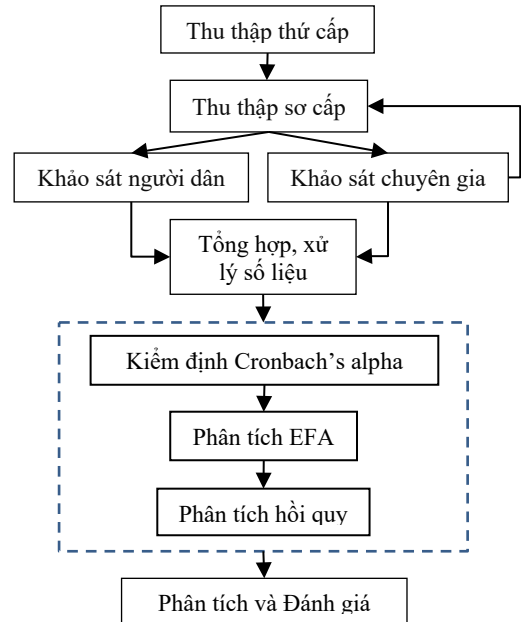 Thu thập thứ cấp
Thu thập sơ cấp
Khảo sát người dân
Khảo sát chuyên gia
Tổng hợp, xử
lý số liệu
Kiểm định Cronbach’s alpha
Phân tích EFA
Phân tích hồi quy
Phân tích và Đánh giá